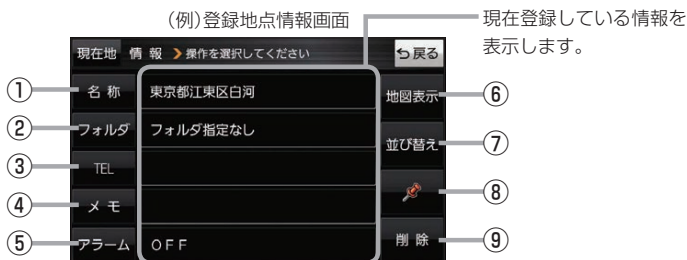 (例)登録地点情報画面
現在登録している情報を
表示します。
現在地 情 報 操作を選択してください 戻る
① 名 称 東京都江東区白河 地図表示 ⑥
② フォルダ フォルダ指定なし 並び替え ⑦
③ TEL ⑧
④ メ モ
⑤ アラーム OFF 削 除 ⑨